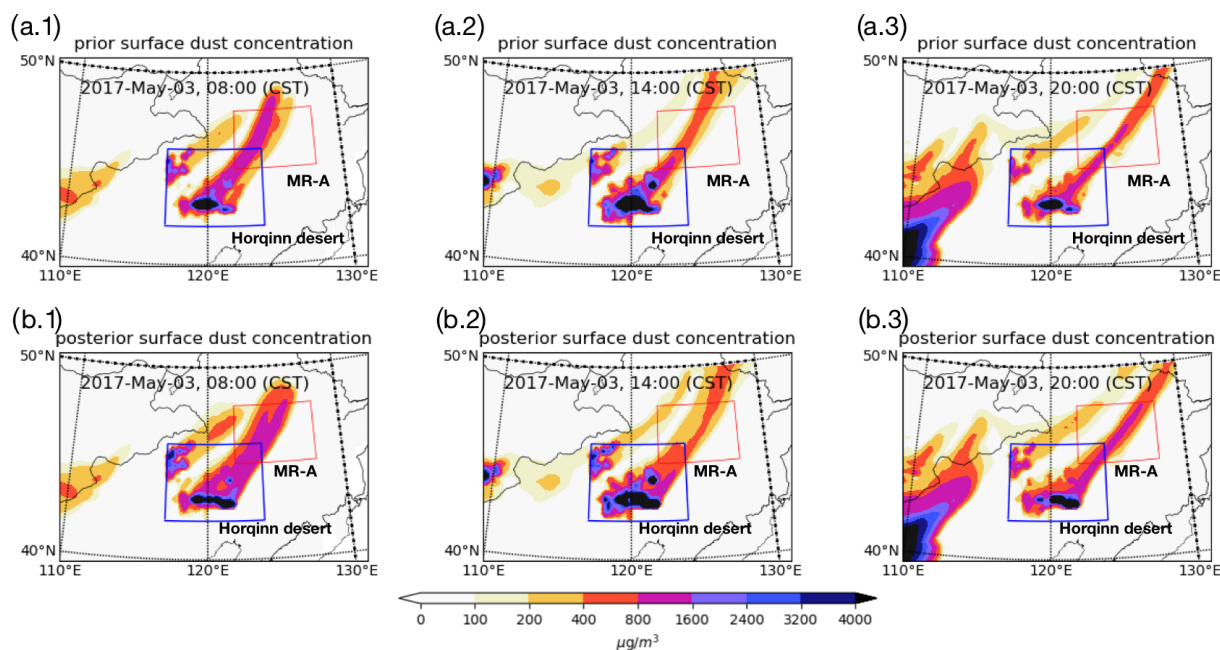 (a.1)
prior surface dust concentration
50°N
2017-May-03, 08:00 (CST)
MR-A
Horqinn desert
40°N
110°E
120°E
130°E
(a.2)
prior surface dust concentration
50°N
2017-May-03, 14:00 (CST)
MR-A
Horqinn desert
40°N
110°E
120°E
130°E
(a.3)
prior surface dust concentration
50°N
2017-May-03, 20:00 (CST)
MR-A
Horqinn desert
40°N
110°E
120°E
130°E
(b.1)
posterior surface dust concentration
50°N
2017-May-03, 08:00 (CST)
MR-A
Horqinn desert
40°N
110°E
120°E
130°E
(b.2)
posterior surface dust concentration
50°N
2017-May-03, 14:00 (CST)
MR-A
Horqinn desert
40°N
110°E
120°E
130°E
(b.3)
posterior surface dust concentration
50°N
2017-May-03, 20:00 (CST)
MR-A
Horqinn desert
40°N
110°E
120°E
130°E
0 100 200 400 800 1600 2400 3200 4000
μg/m³